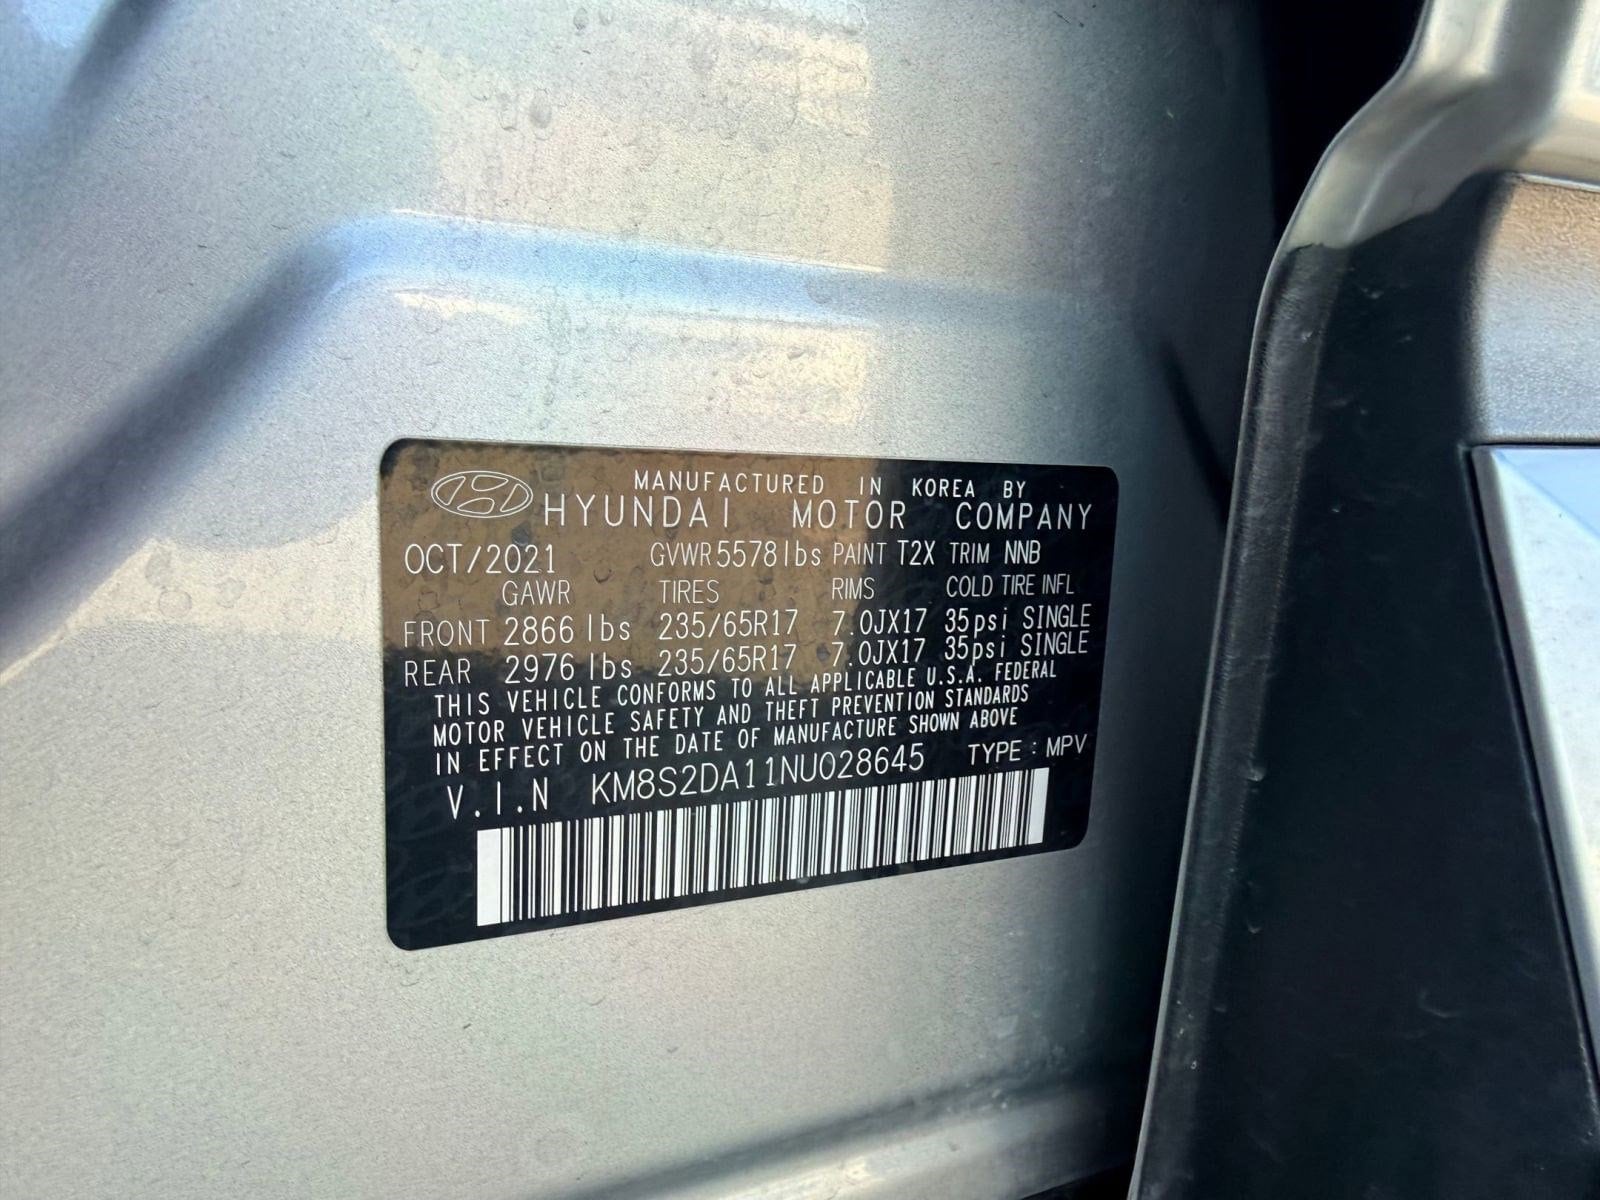 MANUFACTURED IN KOREA BY
HYUNDAI MOTOR COMPANY
OCT/2021 GVWR 5578lbs PAINT T2X TRIM NNB
GAWR TIRES RIMS COLD TIRE INFL
FRONT 2866lbs 235/65R17 7.0JX17 35psi SINGLE
REAR 2976lbs 235/65R17 7.0JX17 35psi SINGLE
THIS VEHICLE CONFORMS TO ALL APPLICABLE U.S.A. FEDERAL
MOTOR VEHICLE SAFETY AND THEFT PREVENTION STANDARDS
IN EFFECT ON THE DATE OF MANUFACTURE SHOWN ABOVE
V.I.N KM8S2DA11NU028645 TYPE : MPV